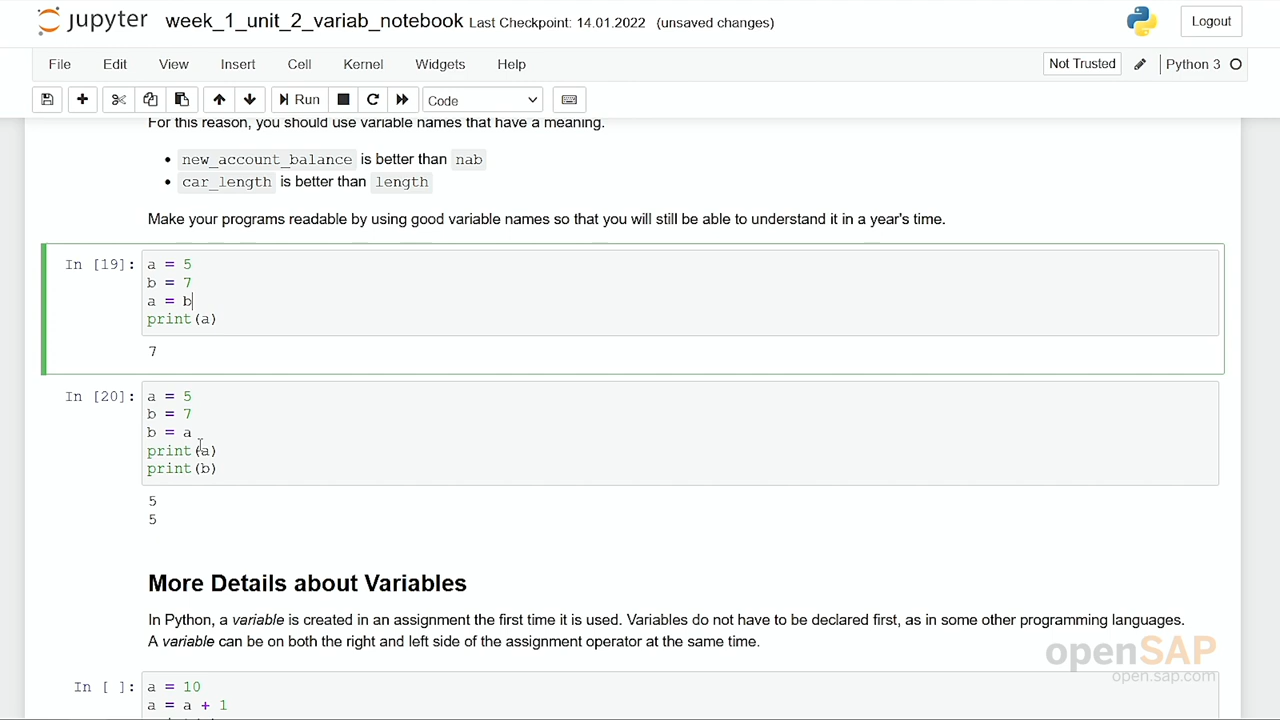 jupyter week_1_unit_2_variab_notebook Last Checkpoint: 14.01.2022 (unsaved changes) Logout
File Edit View Insert Cell Kernel Widgets Help Not Trusted Python 3
Run Code
For this reason, you should use variable names that have a meaning.
• new_account_balance is better than nab
• car_length is better than length
Make your programs readable by using good variable names so that you will still be able to understand it in a year's time.
In [19]: a = 5
b = 7
a = b
print(a)
7
In [20]: a = 5
b = 7
b = a
print(a)
print(b)
5
5
More Details about Variables
In Python, a variable is created in an assignment the first time it is used. Variables do not have to be declared first, as in some other programming languages.
A variable can be on both the right and left side of the assignment operator at the same time.
openSAP
open.sap.com
In [ ]: a = 10
a = a + 1